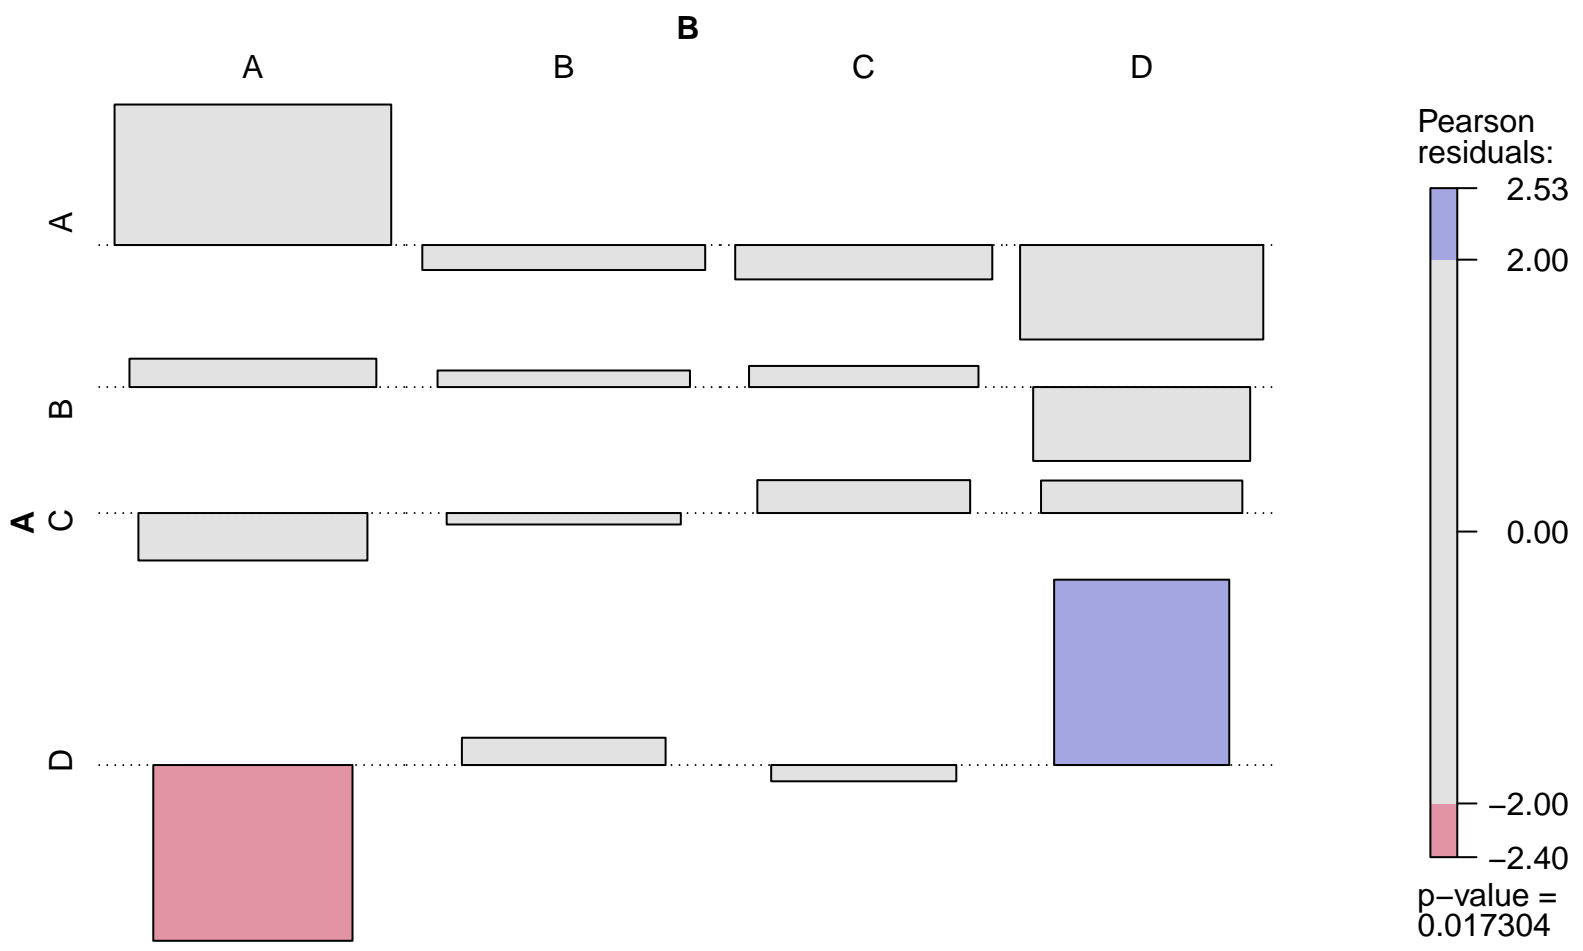 B
A B C D
A
B
C
D
A
Pearson
residuals:
2.53
2.00
0.00
−2.00
−2.40
p−value =
0.017304